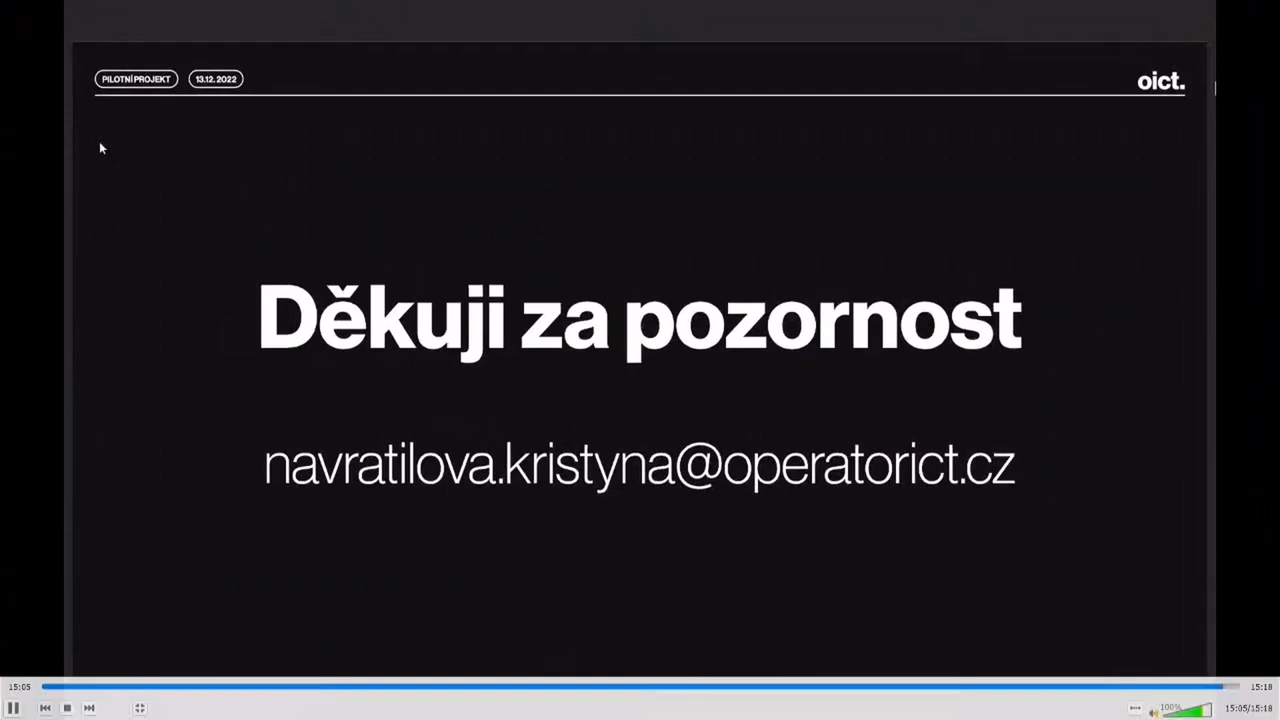 PILOTNÍ PROJEKT 13.12.2022 oict.
Děkuji za pozornost
navratilova.kristyna@operatorict.cz
15:05 15:18
100% 15:05/15:18